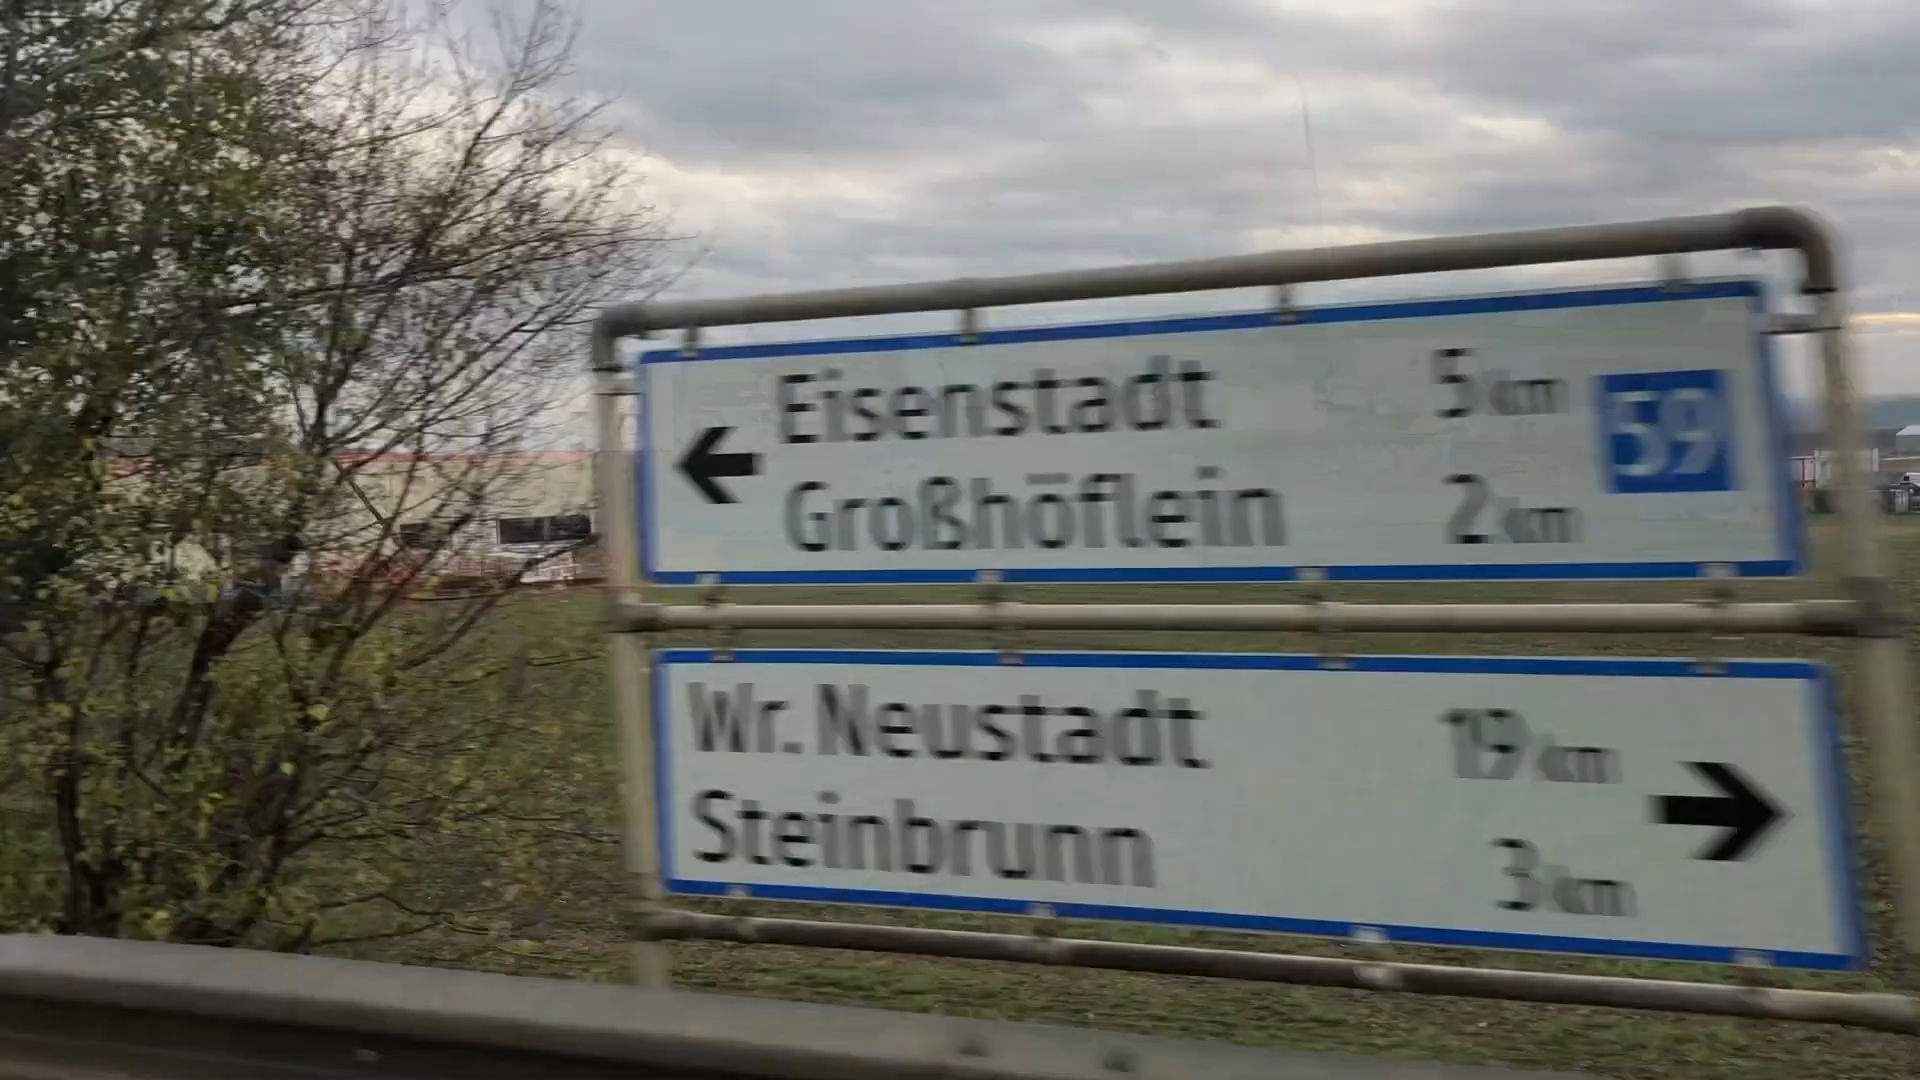 Eisenstadt 5 km
59
Großhöflein 2 km
Wr. Neustadt 19 km
Steinbrunn 3 km